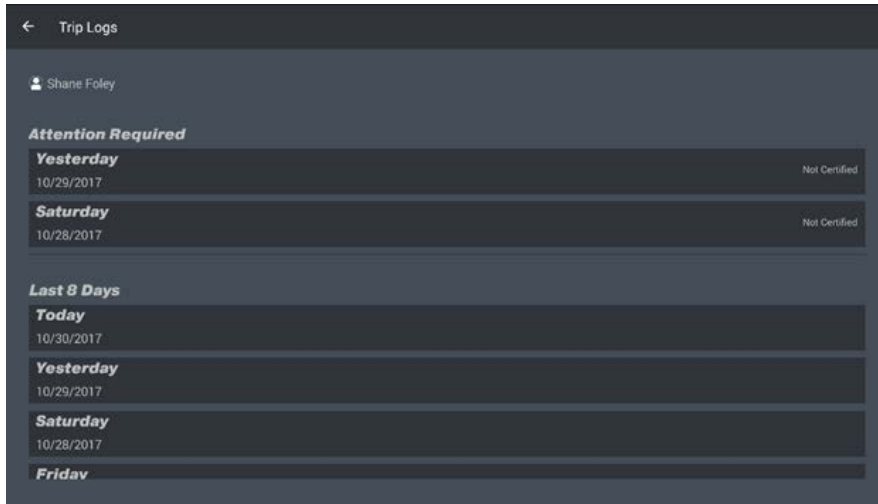 Trip Logs
Shane Foley
Attention Required
Yesterday
10/29/2017
Not Certified
Saturday
10/28/2017
Not Certified
Last 8 Days
Today
10/30/2017
Yesterday
10/29/2017
Saturday
10/28/2017
Friday